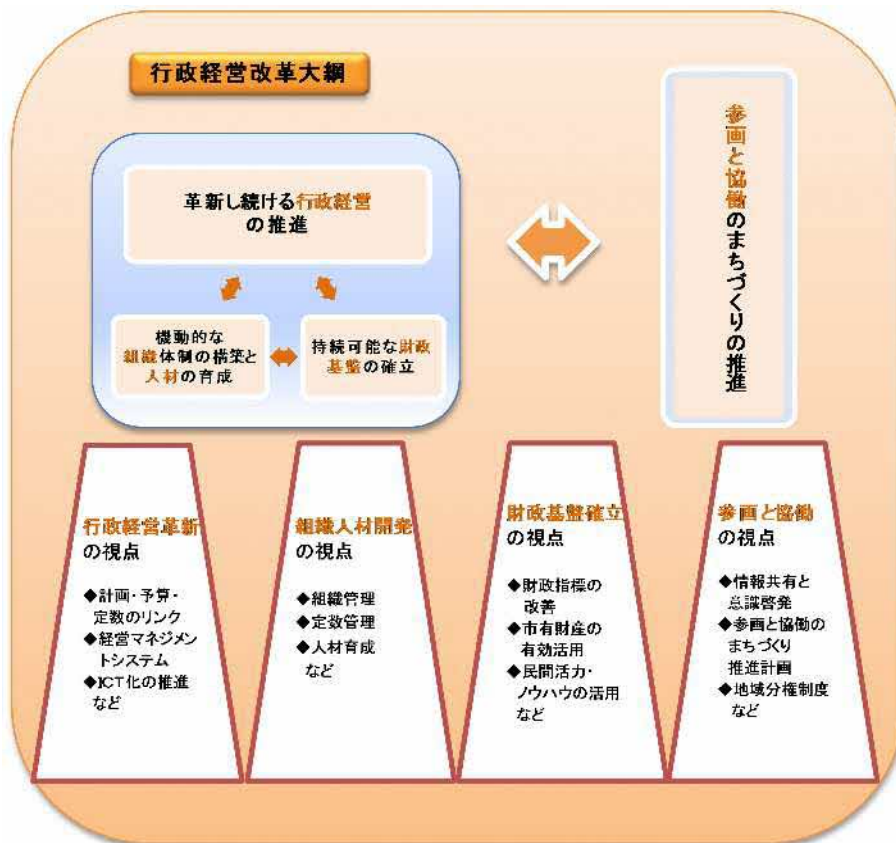 行政経営改革大綱
革新し続ける行政経営
の推進
機動的な
組織体制の構築と
人材の育成
持続可能な財政
基盤の確立
参画と協働のまちづくりの推進
行政経営革新
の視点
◆計画・予算・
定数のリンク
◆経営マネジメン
トシステム
◆ICT化の推進
など
組織人材開発
の視点
◆組織管理
◆定数管理
◆人材育成
など
財政基盤確立
の視点
◆財政指標の
改善
◆市有財産の
有効活用
◆民間活力・
ノウハウの活用
など
参画と協働
の視点
◆情報共有と
意識啓発
◆参画と協働の
まちづくり
推進計画
◆地域分権制度
など